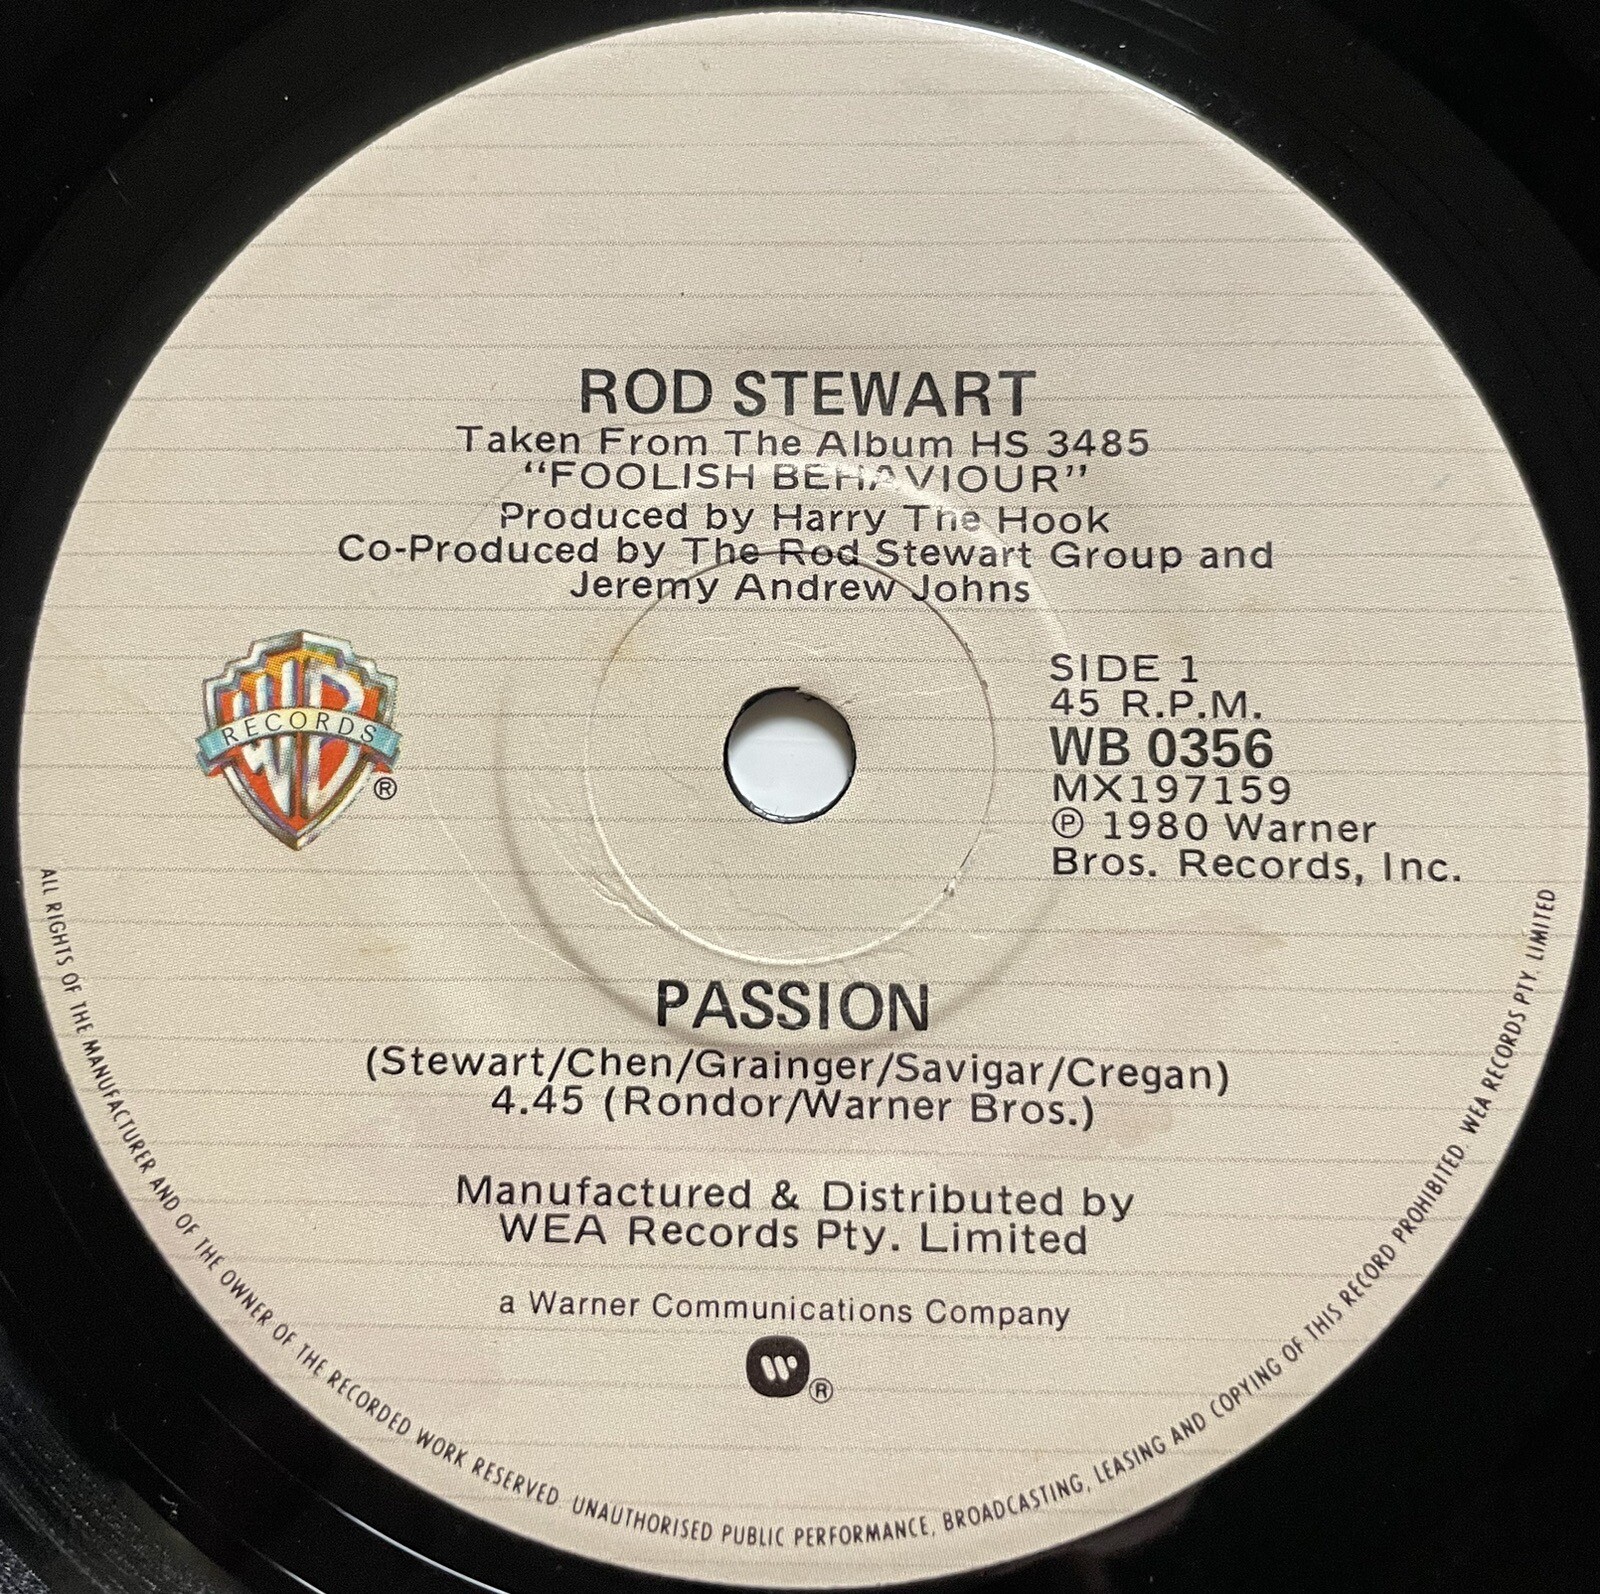 ROD STEWART
Taken From The Album HS 3485
“FOOLISH BEHAVIOUR”
Produced by Harry The Hook
Co-Produced by The Rod Stewart Group and
Jeremy Andrew Johns
WB
RECORDS
®
SIDE 1
45 R.P.M.
WB 0356
MX197159
℗ 1980 Warner
Bros. Records, Inc.
PASSION
(Stewart/Chen/Grainger/Savigar/Cregan)
4.45 (Rondor/Warner Bros.)
Manufactured & Distributed by
WEA Records Pty. Limited
a Warner Communications Company
W ®
ALL RIGHTS OF THE MANUFACTURER AND OF THE OWNER OF THE RECORDED WORK RESERVED. UNAUTHORISED PUBLIC PERFORMANCE, BROADCASTING, LEASING AND COPYING OF THIS RECORD PROHIBITED. WEA RECORDS PTY. LIMITED